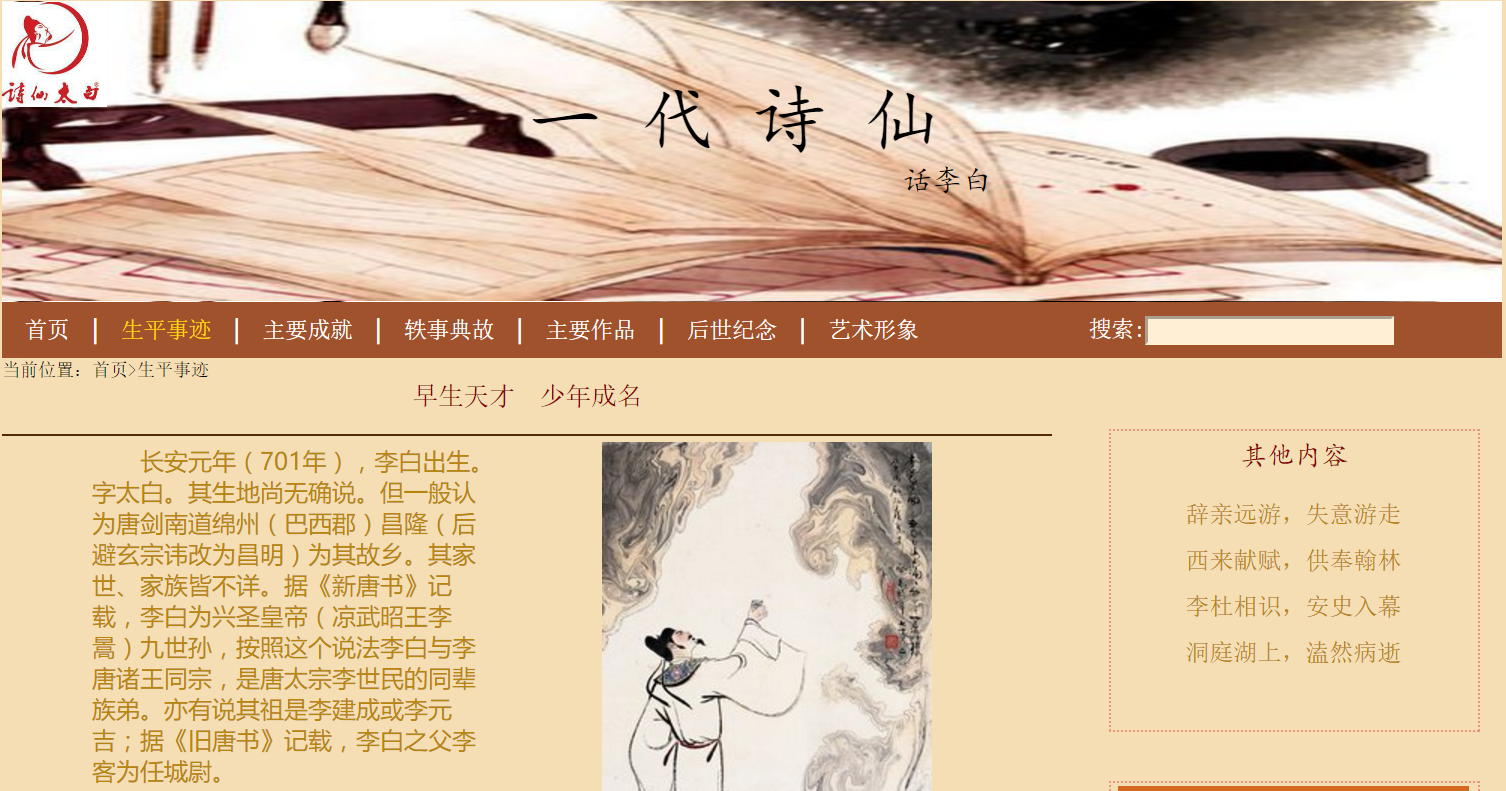 诗仙太白
一代诗仙
话李白
首页 | 生平事迹 | 主要成就 | 轶事典故 | 主要作品 | 后世纪念 | 艺术形象 搜索:
当前位置：首页>生平事迹
早生天才 少年成名
长安元年（701年），李白出生。
字太白。其生地尚无确说。但一般认
为唐剑南道绵州（巴西郡）昌隆（后
避玄宗讳改为昌明）为其故乡。其家
世、家族皆不详。据《新唐书》记
载，李白为兴圣皇帝（凉武昭王李
暠）九世孙，按照这个说法李白与李
唐诸王同宗，是唐太宗李世民的同辈
族弟。亦有说其祖是李建成或李元
吉；据《旧唐书》记载，李白之父李
客为任城尉。
其他内容
辞亲远游，失意游走
西来献赋，供奉翰林
李杜相识，安史入幕
洞庭湖上，溘然病逝